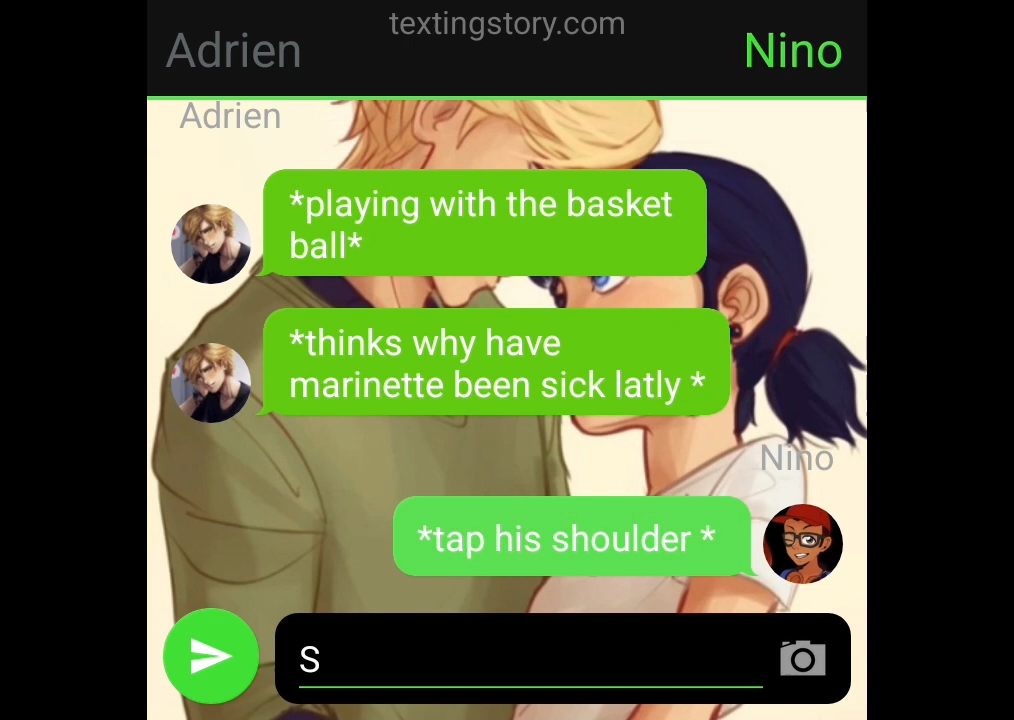 textingstory.com
Adrien
Nino
Adrien
*playing with the basket
ball*
*thinks why have
marinette been sick latly *
Nino
*tap his shoulder *
S